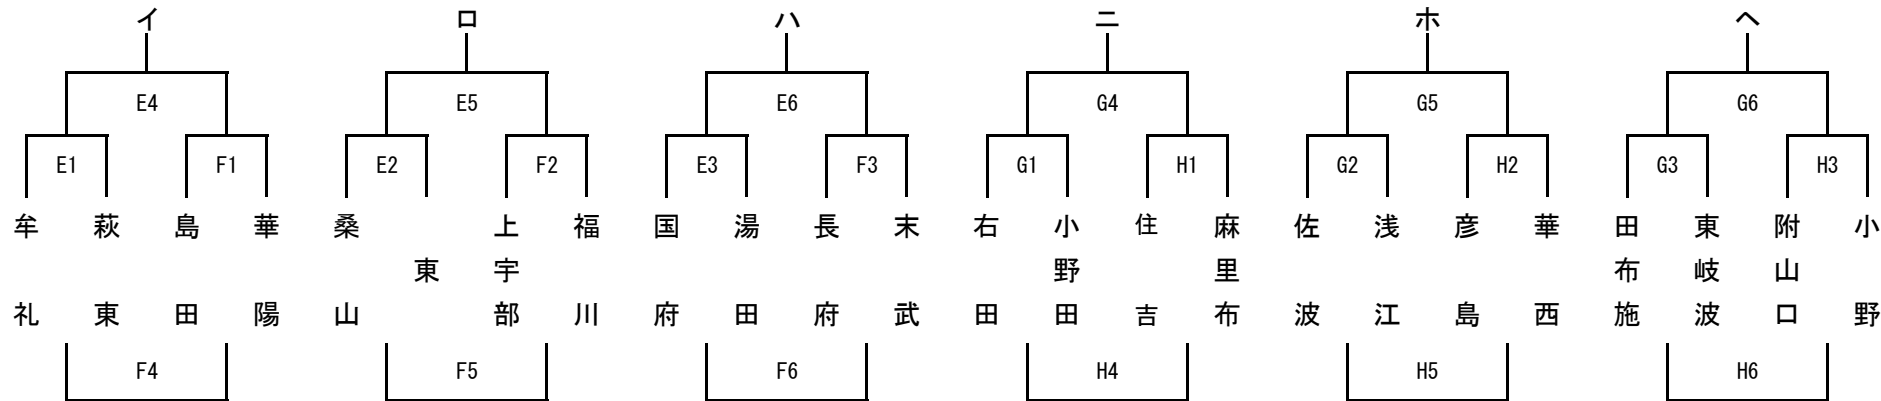 イ ロ ハ ニ ホ ヘ
E4 E5 E6 G4 G5 G6
E1 F1 E2 F2 E3 F3 G1 H1 G2 H2 G3 H3
牟礼
萩東
島田
華陽
桑山
東
上宇部
福川
国府
湯田
長府
末武
右田
小野田
住吉
麻里布
佐波
浅江
彦島
華西
田布施
東岐波
附山口
小野
F4 F5 F6 H4 H5 H6